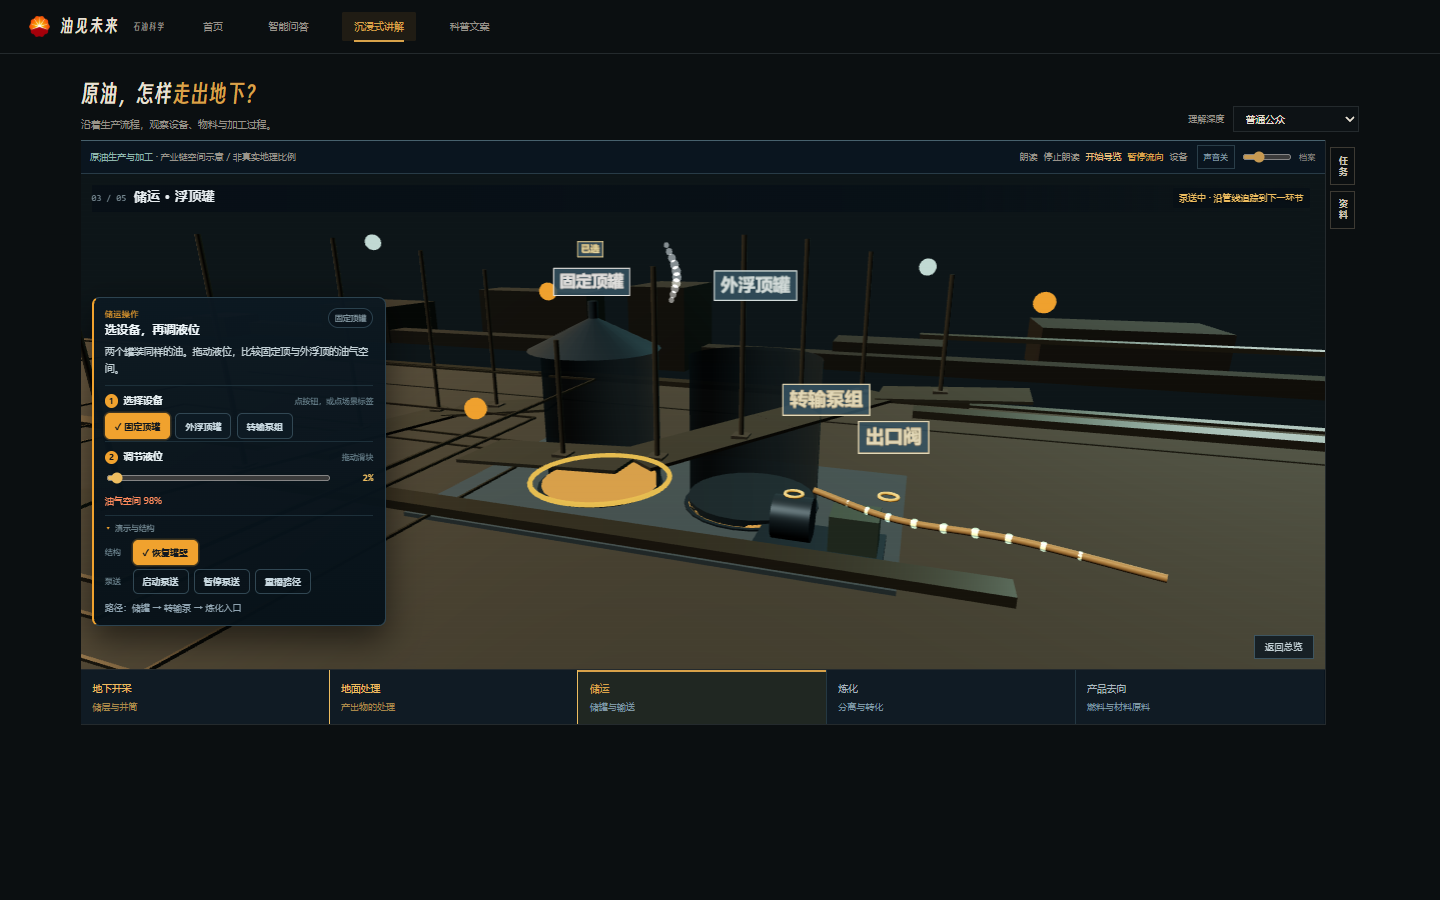 油见未来 石油科学 首页 智能问答 沉浸式讲解 科普文案
原油，怎样走出地下？
沿着生产流程，观察设备、物料与加工过程。
理解深度 普通公众
原油生产与加工 · 产业链空间示意 / 非真实地理比例
朗读 停止朗读 开始导览 暂停流向 设备 声音关 档案
任务
资料
03 / 05 储运 • 浮顶罐
泵送中 · 沿管线追踪到下一环节
已选
固定顶罐
外浮顶罐
转输泵组
出口阀
储运操作
选设备，再调液位
固定顶罐
两个罐装同样的油。拖动液位，比较固定顶与外浮顶的油气空间。
1 选择设备 点按钮，或点场景标签
✓ 固定顶罐 外浮顶罐 转输泵组
2 调节液位 拖动滑块
2%
油气空间 98%
• 演示与结构
结构 ✓ 恢复罐壁
泵送 启动泵送 暂停泵送 重播路径
路径：储罐 → 转输泵 → 炼化入口
返回总览
地下开采 地面处理 储运 炼化 产品去向
储层与井筒 产出物的处理 储罐与输送 分离与转化 燃料与材料原料